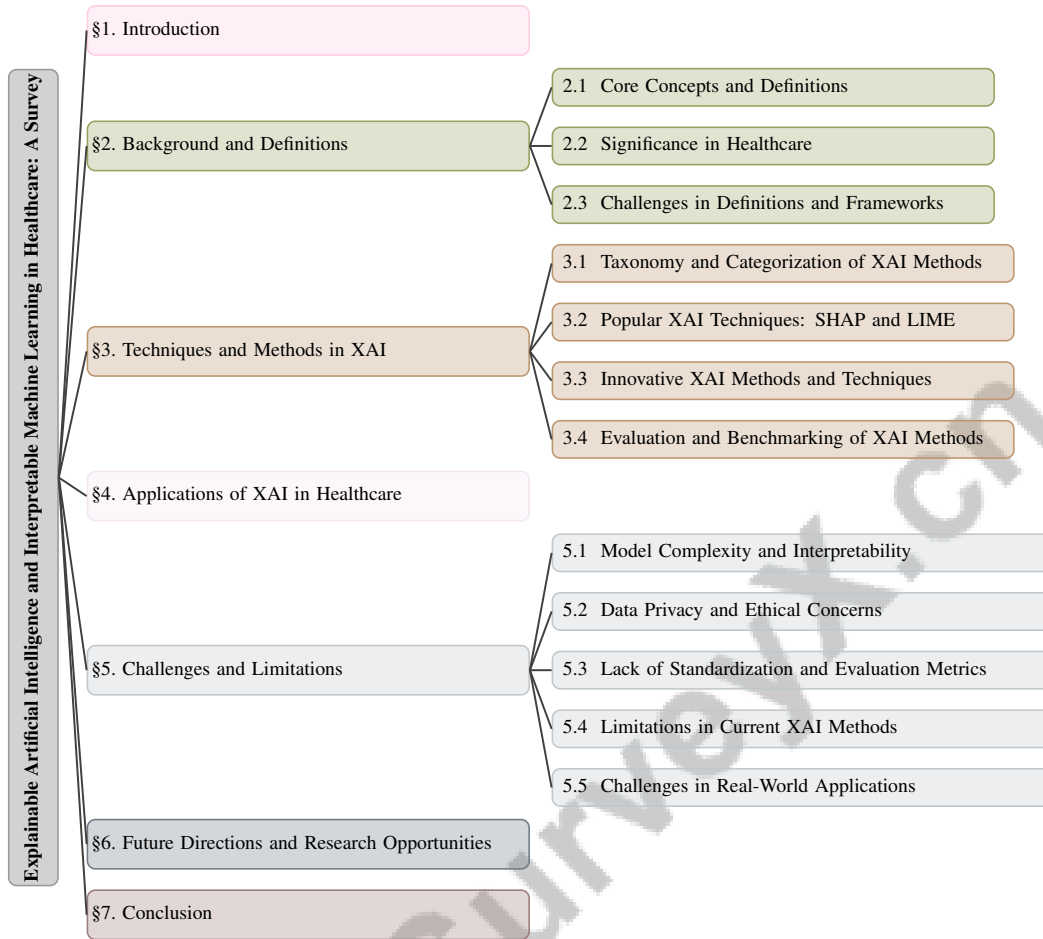 Explainable Artificial Intelligence and Interpretable Machine Learning in Healthcare: A Survey
§1. Introduction
§2. Background and Definitions
2.1 Core Concepts and Definitions
2.2 Significance in Healthcare
2.3 Challenges in Definitions and Frameworks
§3. Techniques and Methods in XAI
3.1 Taxonomy and Categorization of XAI Methods
3.2 Popular XAI Techniques: SHAP and LIME
3.3 Innovative XAI Methods and Techniques
3.4 Evaluation and Benchmarking of XAI Methods
§4. Applications of XAI in Healthcare
§5. Challenges and Limitations
5.1 Model Complexity and Interpretability
5.2 Data Privacy and Ethical Concerns
5.3 Lack of Standardization and Evaluation Metrics
5.4 Limitations in Current XAI Methods
5.5 Challenges in Real-World Applications
§6. Future Directions and Research Opportunities
§7. Conclusion
surveyx.cn